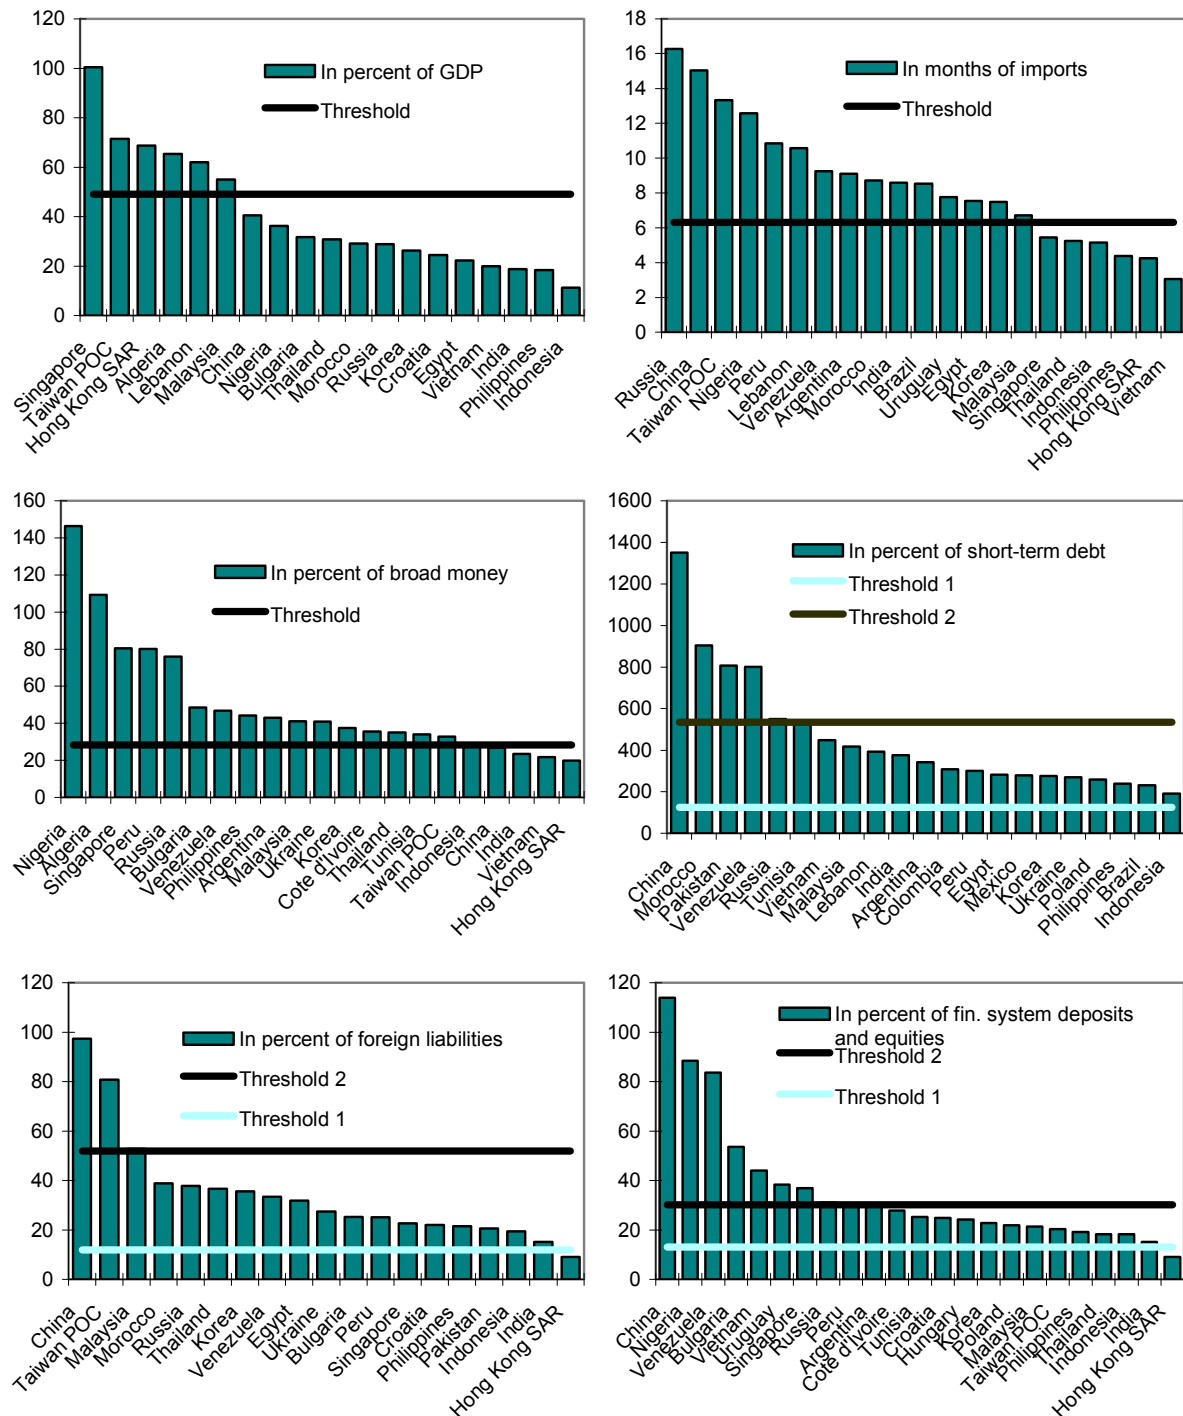 120
100
80
60
40
20
0
In percent of GDP
Threshold
Singapore
Taiwan POC
Hong Kong SAR
Algeria
Lebanon
Malaysia
China
Nigeria
Bulgaria
Thailand
Morocco
Russia
Korea
Croatia
Egypt
Vietnam
India
Philippines
Indonesia
18
16
14
12
10
8
6
4
2
0
In months of imports
Threshold
Russia
China
Taiwan POC
Nigeria
Peru
Lebanon
Venezuela
Argentina
Morocco
India
Brazil
Uruguay
Egypt
Korea
Malaysia
Singapore
Thailand
Indonesia
Philippines
Hong Kong SAR
Vietnam
160
140
120
100
80
60
40
20
0
In percent of broad money
Threshold
Nigeria
Algeria
Singapore
Peru
Russia
Bulgaria
Venezuela
Philippines
Argentina
Malaysia
Ukraine
Korea
Cote d'Ivoire
Thailand
Tunisia
Taiwan POC
Indonesia
China
India
Vietnam
Hong Kong SAR
1600
1400
1200
1000
800
600
400
200
0
In percent of short-term debt
Threshold 1
Threshold 2
China
Morocco
Pakistan
Venezuela
Russia
Tunisia
Vietnam
Malaysia
Lebanon
India
Argentina
Colombia
Peru
Egypt
Mexico
Korea
Ukraine
Poland
Philippines
Brazil
Indonesia
120
100
80
60
40
20
0
In percent of foreign liabilities
Threshold 2
Threshold 1
China
Taiwan POC
Malaysia
Morocco
Russia
Thailand
Korea
Venezuela
Egypt
Ukraine
Bulgaria
Peru
Singapore
Croatia
Philippines
Pakistan
Indonesia
India
Hong Kong SAR
120
100
80
60
40
20
0
In percent of fin. system deposits
and equities
Threshold 2
Threshold 1
China
Nigeria
Venezuela
Bulgaria
Vietnam
Uruguay
Singapore
Russia
Peru
Argentina
Cote d'Ivoire
Tunisia
Croatia
Hungary
Korea
Poland
Malaysia
Taiwan POC
Philippines
Thailand
Indonesia
India
Hong Kong SAR